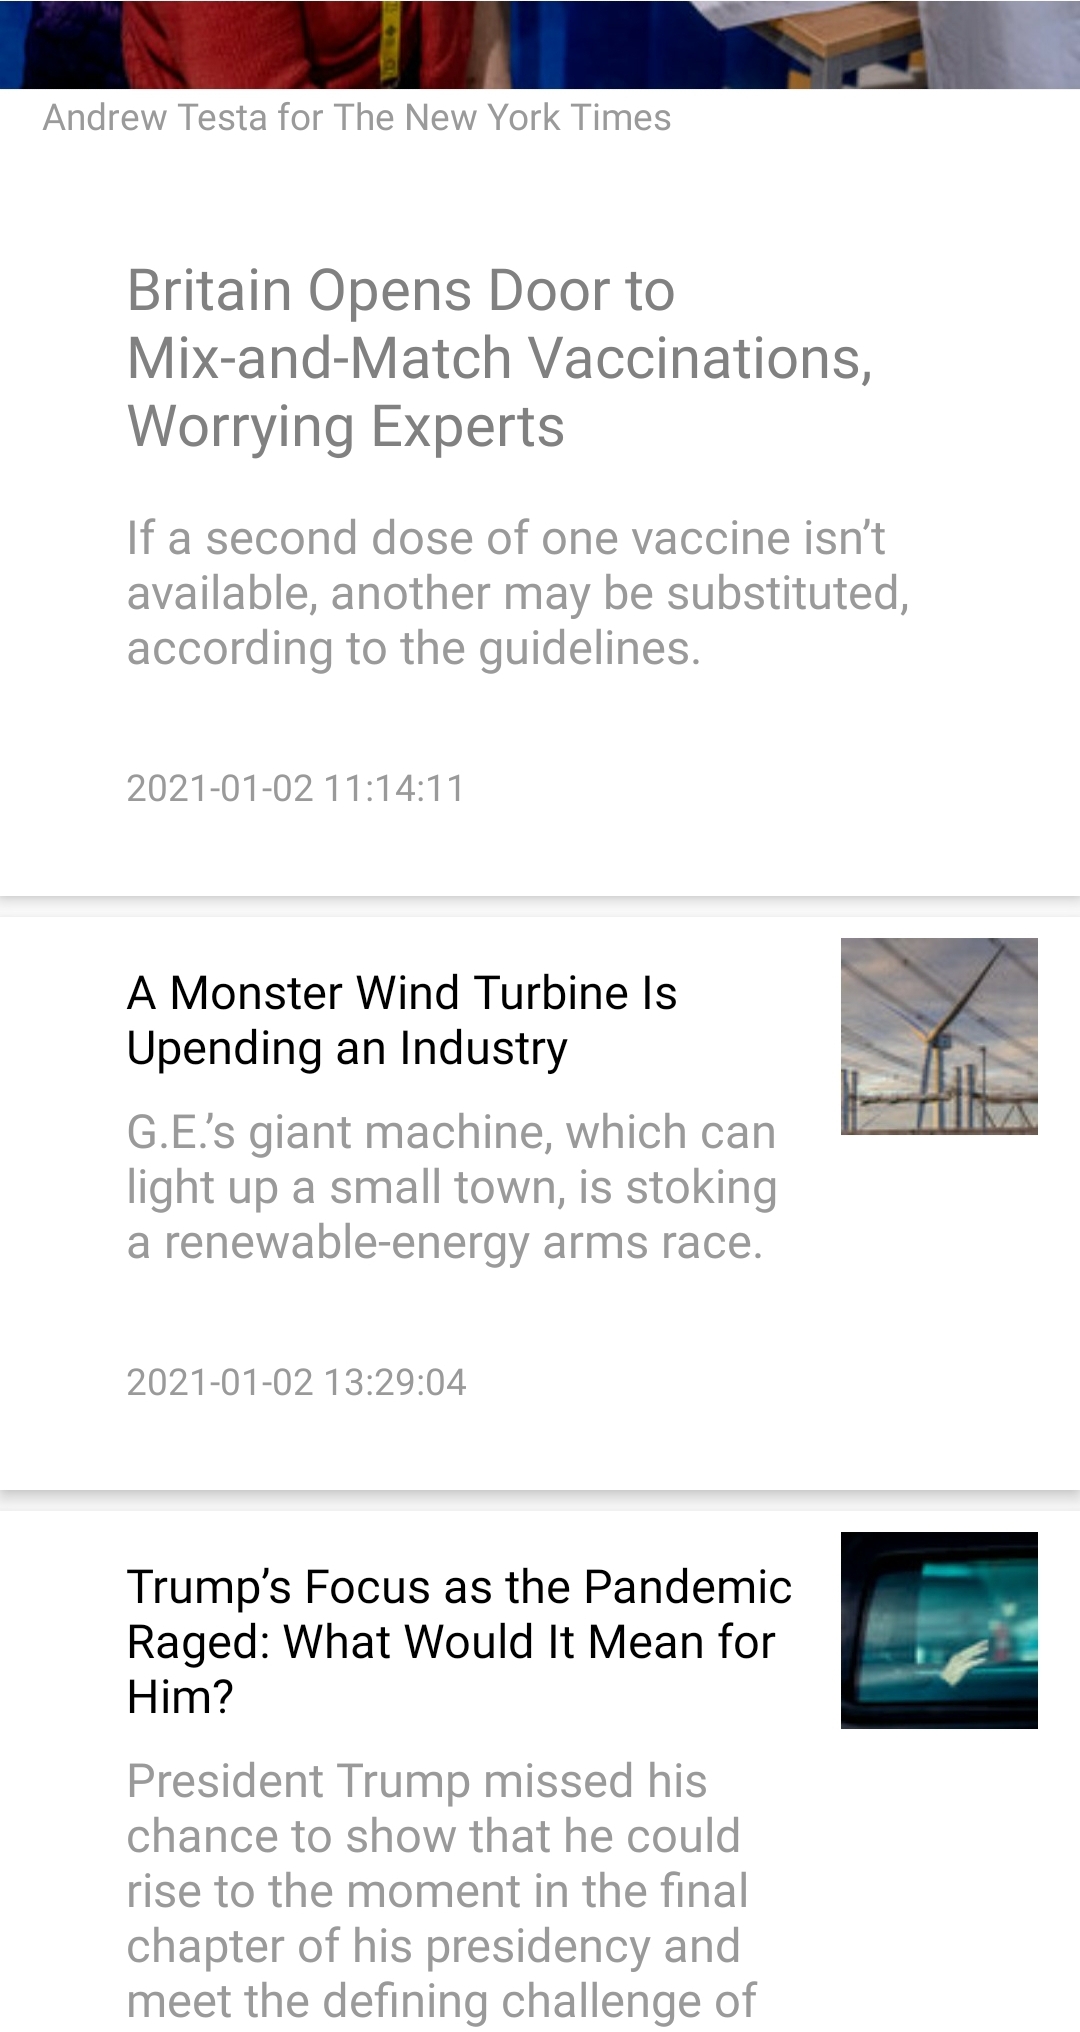 Andrew Testa for The New York Times
Britain Opens Door to
Mix-and-Match Vaccinations,
Worrying Experts
If a second dose of one vaccine isn’t
available, another may be substituted,
according to the guidelines.
2021-01-02 11:14:11
A Monster Wind Turbine Is
Upending an Industry
G.E.’s giant machine, which can
light up a small town, is stoking
a renewable-energy arms race.
2021-01-02 13:29:04
Trump’s Focus as the Pandemic
Raged: What Would It Mean for
Him?
President Trump missed his
chance to show that he could
rise to the moment in the final
chapter of his presidency and
meet the defining challenge of